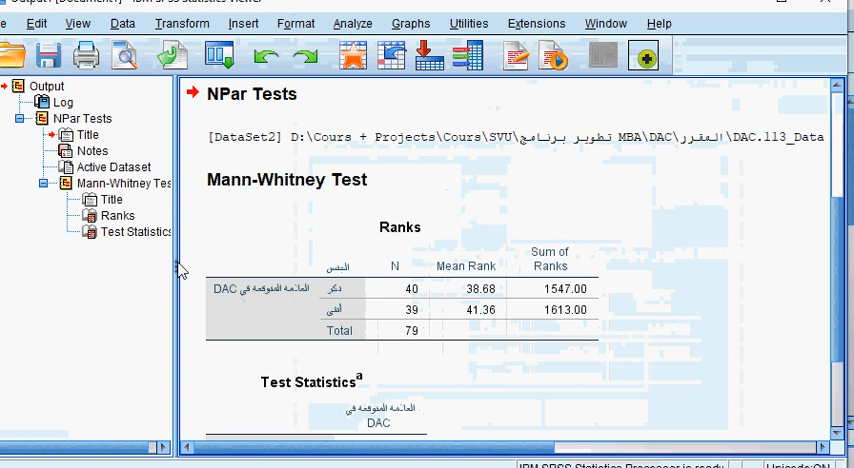 Edit View Data Transform Insert Format Analyze Graphs Utilities Extensions Window Help
Output
Log
NPar Tests
Title
Notes
Active Dataset
Mann-Whitney Tes
Title
Ranks
Test Statistics
NPar Tests
[DataSet2] D:\Cours + Projects\Cours\SVU\تطوير برنامج MBA\DAC\المقرر\DAC.113_Data
Mann-Whitney Test
Ranks
الجنس N Mean Rank Sum of Ranks
العلامة المتوقعة في DAC ذكر 40 38.68 1547.00
أنثى 39 41.36 1613.00
Total 79
Test Statisticsa
العلامة المتوقعة في
DAC
IBM SPSS Statistics Processor is ready Unicode:ON